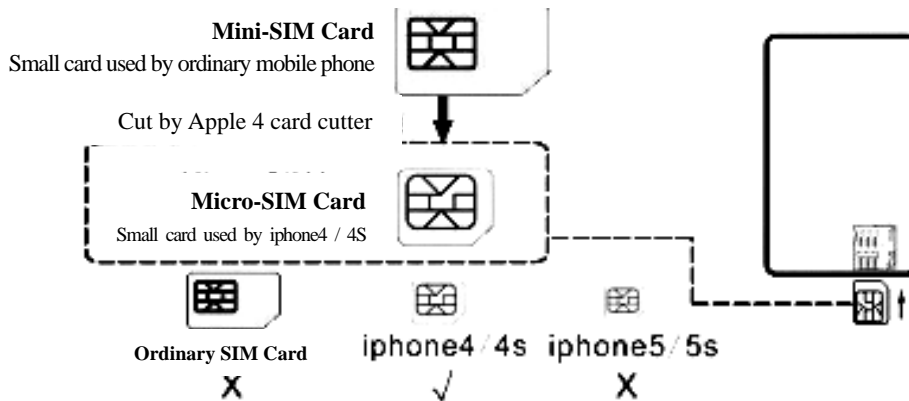 Mini-SIM Card
Small card used by ordinary mobile phone
Cut by Apple 4 card cutter
Micro-SIM Card
Small card used by iphone4 / 4S
Ordinary SIM Card
iphone4/4s
iphone5/5s
X
√
X